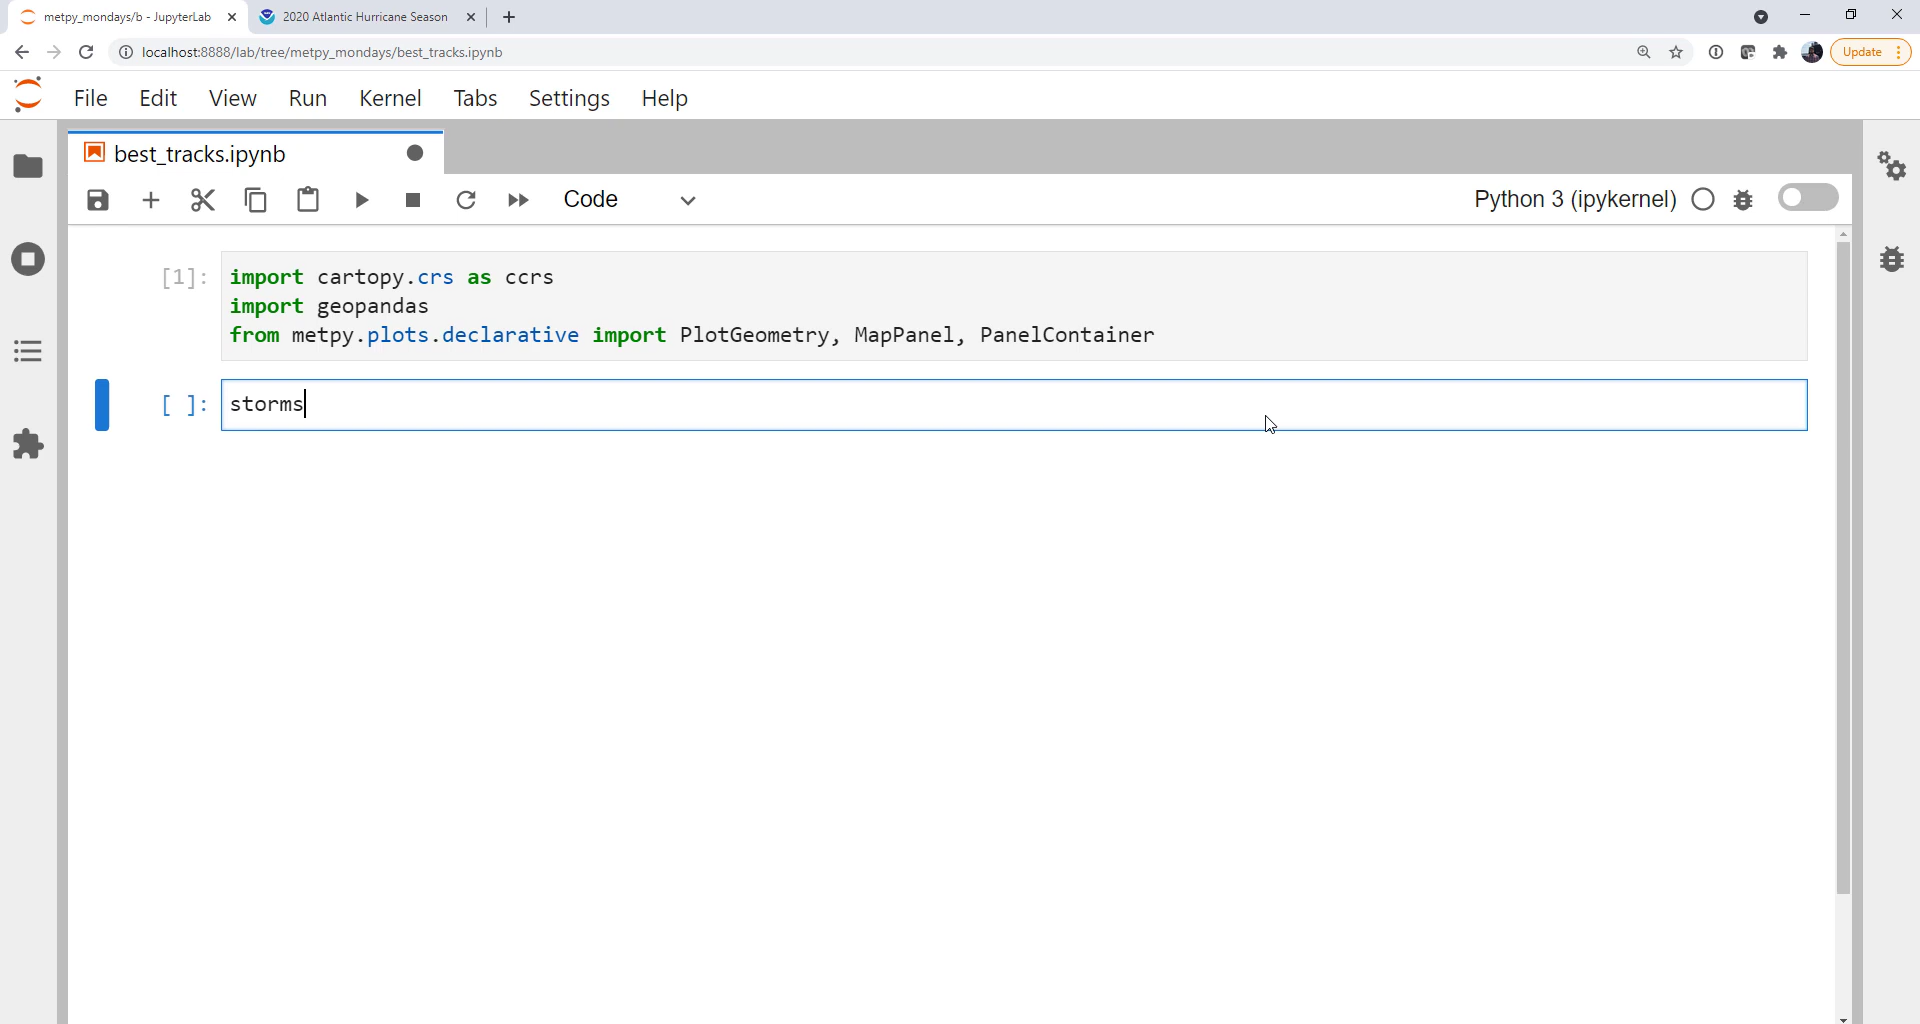 metpy_mondays/b - JupyterLab
2020 Atlantic Hurricane Season
localhost:8888/lab/tree/metpy_mondays/best_tracks.ipynb
Update
File Edit View Run Kernel Tabs Settings Help
best_tracks.ipynb
Code
Python 3 (ipykernel)
[1]: import cartopy.crs as ccrs
import geopandas
from metpy.plots.declarative import PlotGeometry, MapPanel, PanelContainer
[ ]: storms